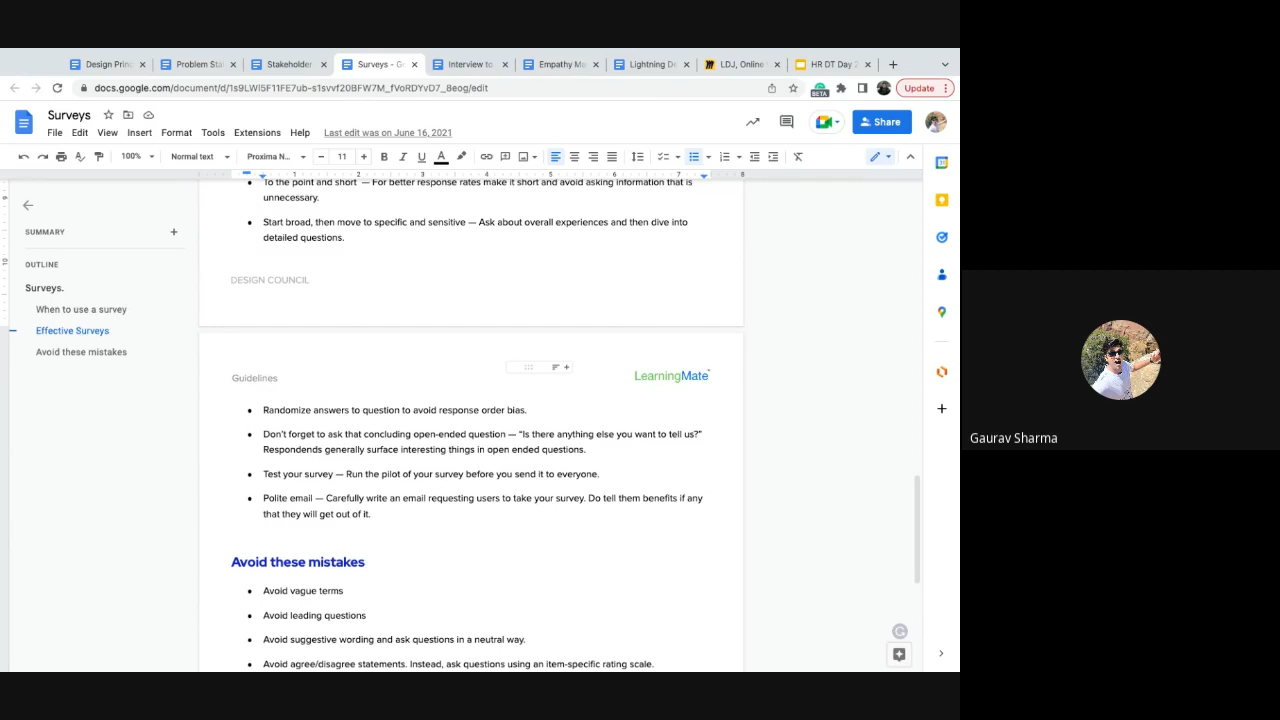 Design Princ
Problem Sta
Stakeholder
Surveys - Go
Interview to
Empathy Ma
Lightning De
LDJ, Online
HR DT Day 2
docs.google.com/document/d/1s9LWI5F11FE7ub-s1svvf20BFW7M_fVoRDYvD7_8eog/edit
BETA
Update
Surveys
File Edit View Insert Format Tools Extensions Help Last edit was on June 16, 2021
Share
100% Normal text Proxima N... 11
1 2 3 4 5 6 7 8
To the point and short — For better response rates make it short and avoid asking information that is
unnecessary.
Start broad, then move to specific and sensitive — Ask about overall experiences and then dive into
detailed questions.
DESIGN COUNCIL
SUMMARY
OUTLINE
Surveys.
When to use a survey
Effective Surveys
Avoid these mistakes
Guidelines
LearningMate
Randomize answers to question to avoid response order bias.
Don't forget to ask that concluding open-ended question — “Is there anything else you want to tell us?”
Respondends generally surface interesting things in open ended questions.
Test your survey — Run the pilot of your survey before you send it to everyone.
Polite email — Carefully write an email requesting users to take your survey. Do tell them benefits if any
that they will get out of it.
Avoid these mistakes
Avoid vague terms
Avoid leading questions
Avoid suggestive wording and ask questions in a neutral way.
Avoid agree/disagree statements. Instead, ask questions using an item-specific rating scale.
Gaurav Sharma